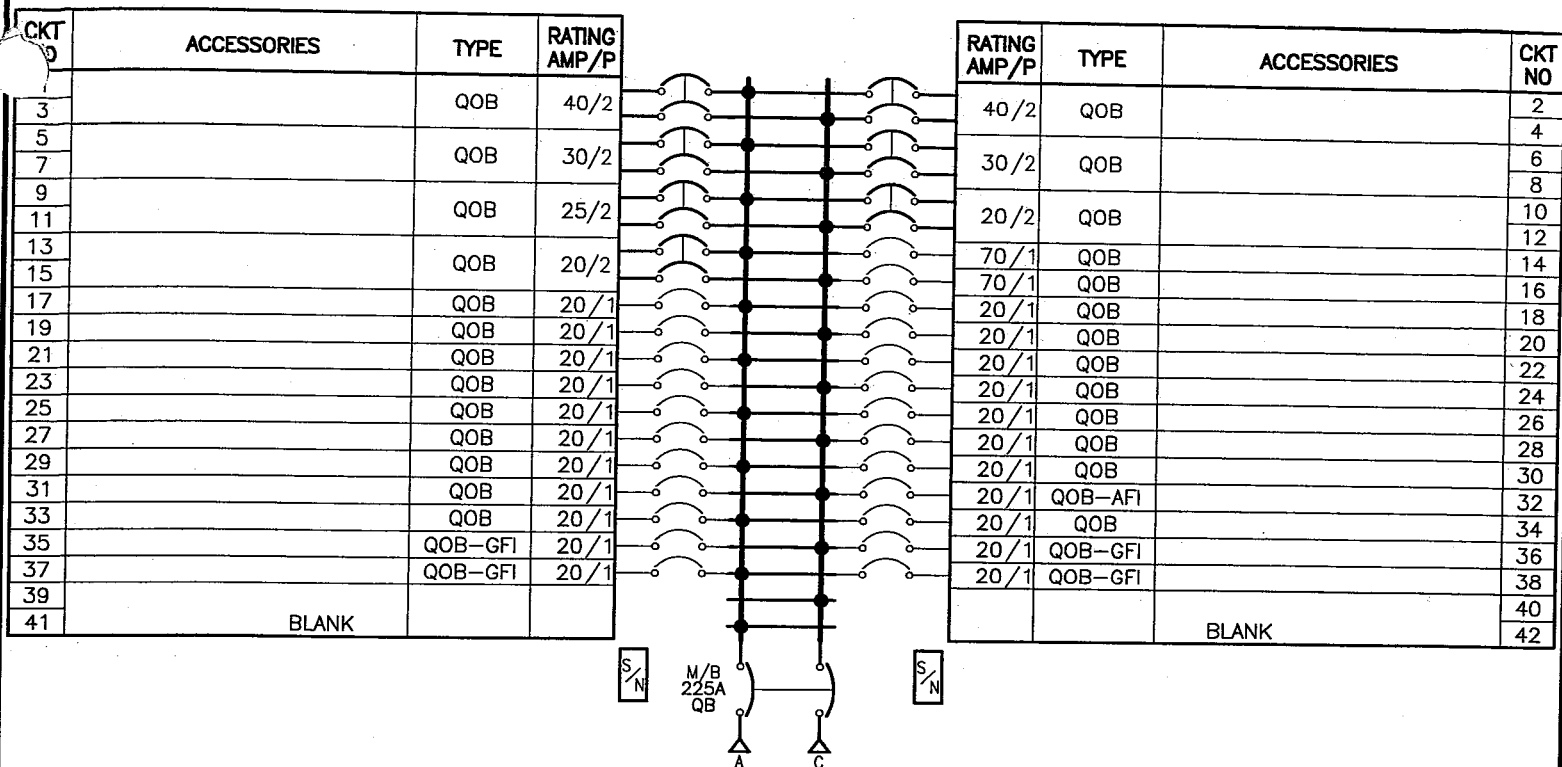 CKT ACCESSORIES TYPE RATING AMP/P
3 QOB 40/2
5
7 QOB 30/2
9
11 QOB 25/2
13
15 QOB 20/2
17 QOB 20/1
19 QOB 20/1
21 QOB 20/1
23 QOB 20/1
25 QOB 20/1
27 QOB 20/1
29 QOB 20/1
31 QOB 20/1
33 QOB 20/1
35 QOB-GFI 20/1
37 QOB-GFI 20/1
39
41 BLANK
RATING AMP/P TYPE ACCESSORIES CKT NO
40/2 QOB 2
4
30/2 QOB 6
8
20/2 QOB 10
12
70/1 QOB 14
70/1 QOB 16
20/1 QOB 18
20/1 QOB 20
20/1 QOB 22
20/1 QOB 24
20/1 QOB 26
20/1 QOB 28
20/1 QOB 30
20/1 QOB-AFI 32
20/1 QOB 34
20/1 QOB-GFI 36
20/1 QOB-GFI 38
40
BLANK 42
S/N
M/B
225A
QB
S/N
A C